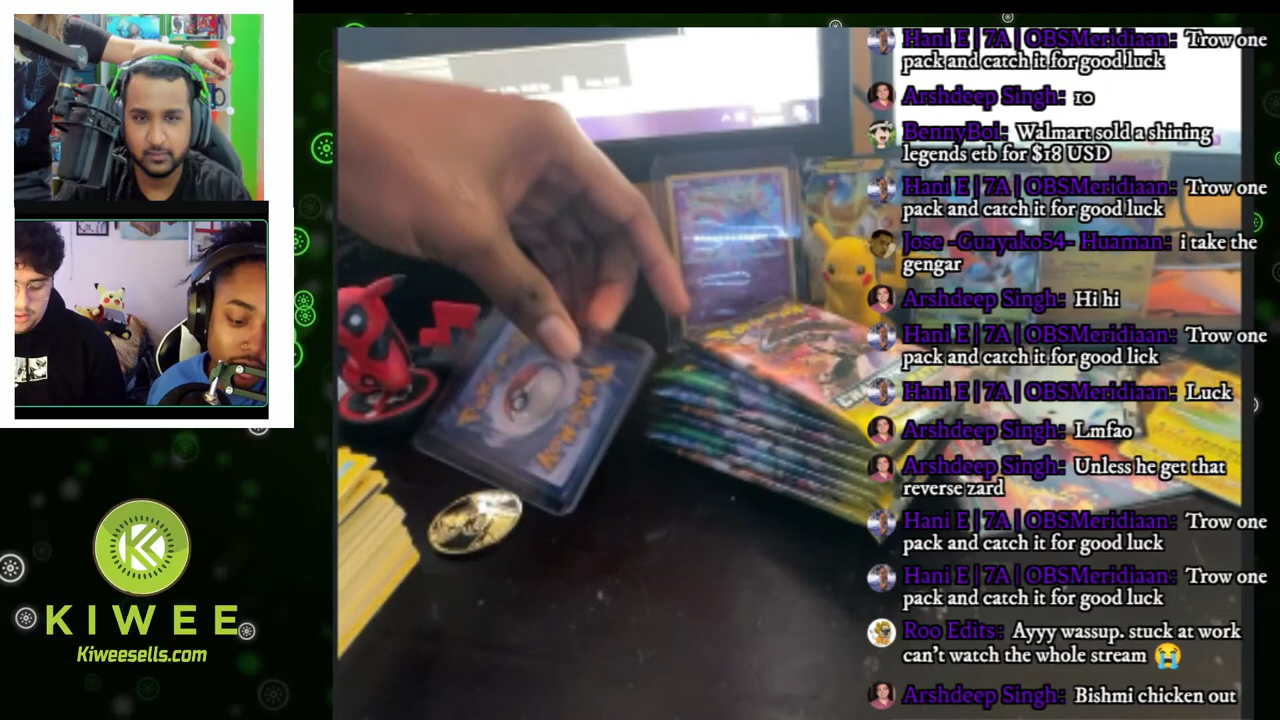 Hani E | 7A | OBSMeridiaan: Trow one
pack and catch it for good luck
Arshdeep Singh: 10
BennyBoi: Walmart sold a shining
legends etb for $18 USD
Hani E | 7A | OBSMeridiaan: Trow one
pack and catch it for good luck
Jose -Guayako54- Huaman: i take the
gengar
Arshdeep Singh: Hi hi
Hani E | 7A | OBSMeridiaan: Trow one
pack and catch it for good lick
Hani E | 7A | OBSMeridiaan: Luck
Arshdeep Singh: Lmfao
Arshdeep Singh: Unless he get that
reverse zard
Hani E | 7A | OBSMeridiaan: Trow one
pack and catch it for good luck
Hani E | 7A | OBSMeridiaan: Trow one
pack and catch it for good luck
Roo Edits: Ayyy wassup. stuck at work
can't watch the whole stream 😭
Arshdeep Singh: Bishmi chicken out
K
KIWEE
Kiweesells.com